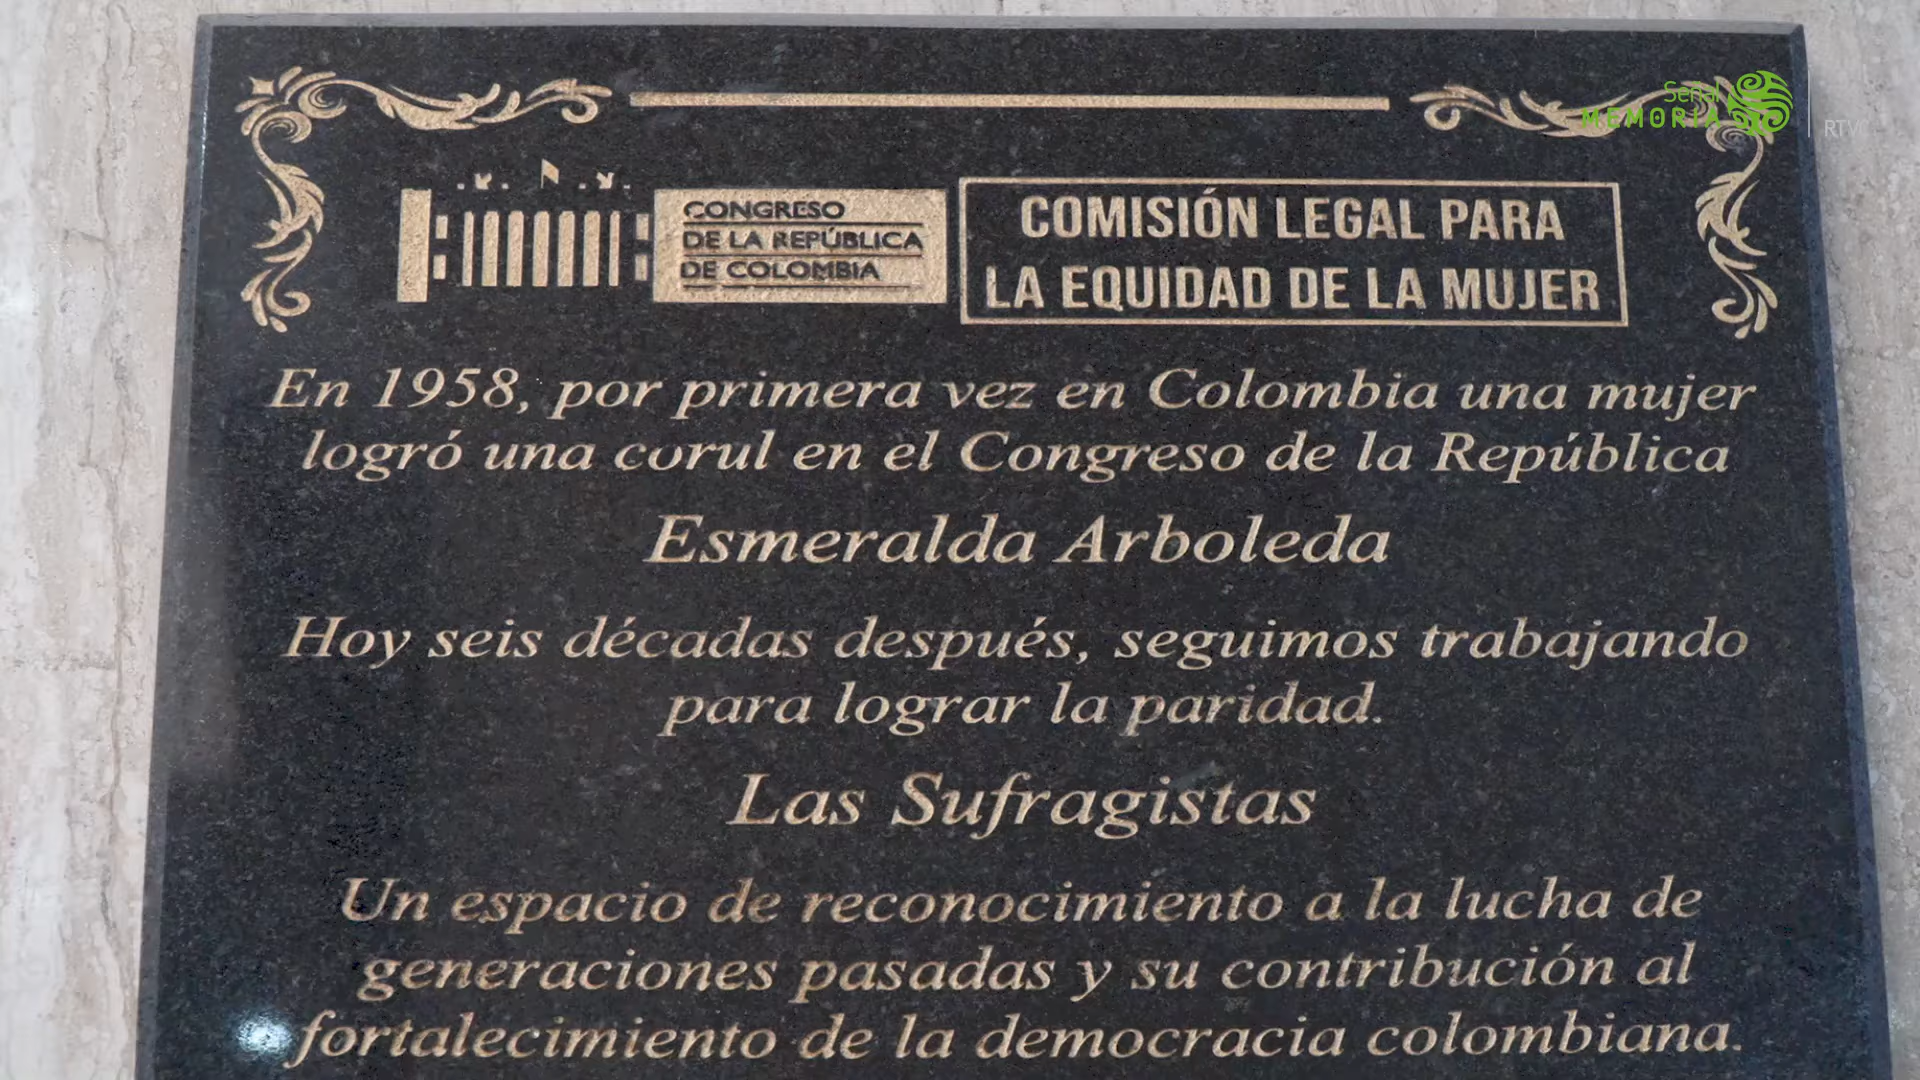 Señal
MEMORIA
RTVC
CONGRESO
DE LA REPÚBLICA
DE COLOMBIA
COMISIÓN LEGAL PARA
LA EQUIDAD DE LA MUJER
En 1958, por primera vez en Colombia una mujer
logró una corul en el Congreso de la República
Esmeralda Arboleda
Hoy seis décadas después, seguimos trabajando
para lograr la paridad.
Las Sufragistas
Un espacio de reconocimiento a la lucha de
generaciones pasadas y su contribución al
fortalecimiento de la democracia colombiana.